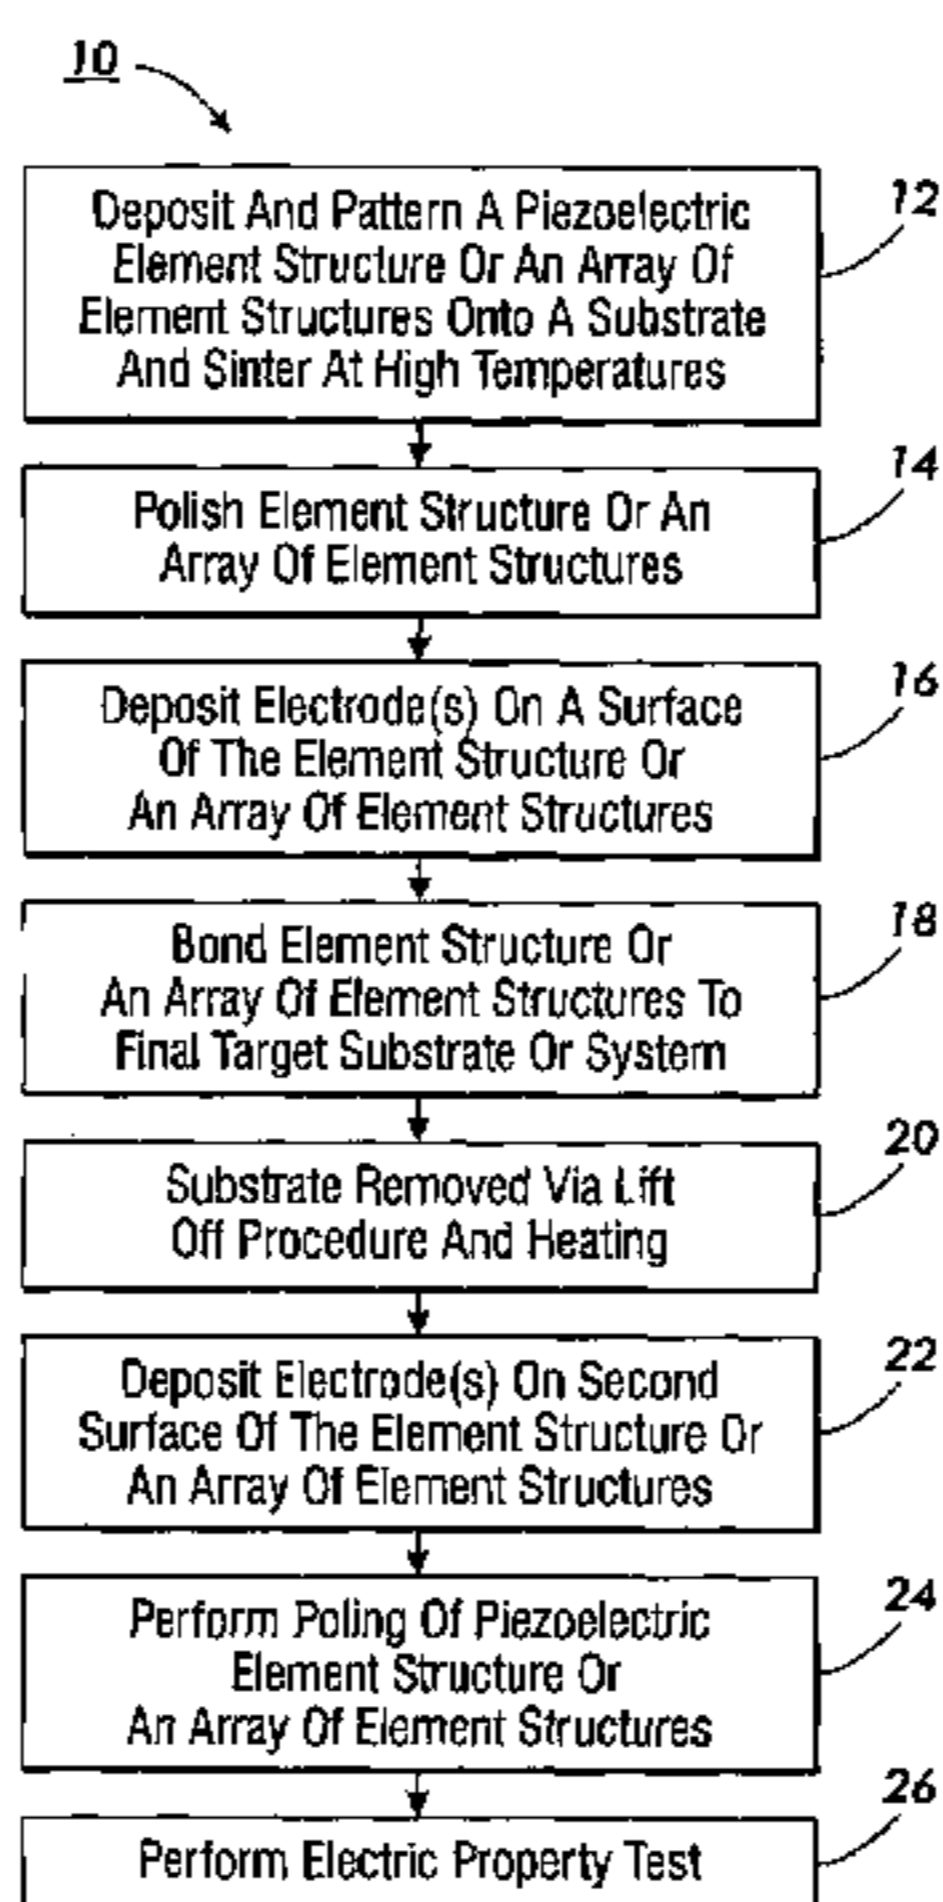 10
12
Deposit And Pattern A Piezoelectric
Element Structure Or An Array Of
Element Structures Onto A Substrate
And Sinter At High Temperatures
14
Polish Element Structure Or An
Array Of Element Structures
16
Deposit Electrode(s) On A Surface
Of The Element Structure Or
An Array Of Element Structures
18
Bond Element Structure Or
An Array Of Element Structures To
Final Target Substrate Or System
20
Substrate Removed Via Lift
Off Procedure And Heating
22
Deposit Electrode(s) On Second
Surface Of The Element Structure Or
An Array Of Element Structures
24
Perform Poling Of Piezoelectric
Element Structure Or
An Array Of Element Structures
26
Perform Electric Property Test